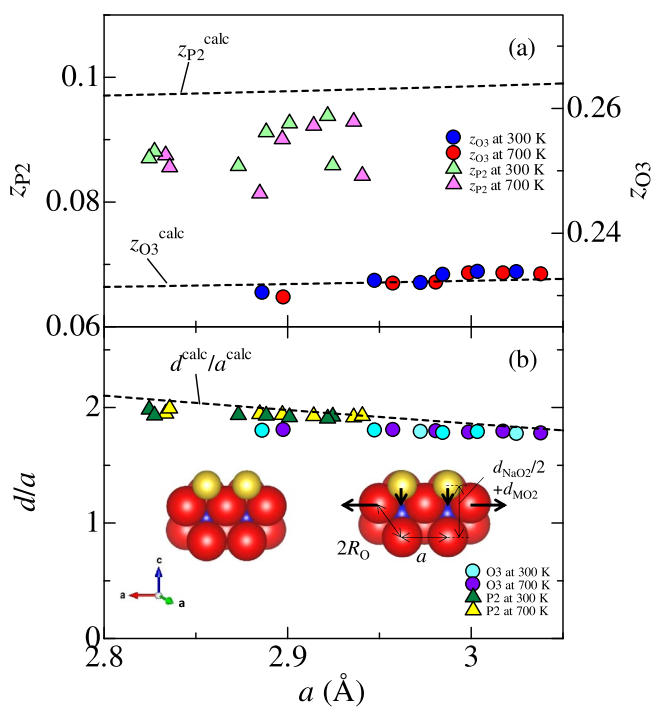 (a)
z_P2^calc
0.1
0.26
z_O3 at 300 K
z_O3 at 700 K
z_P2 at 300 K
z_P2 at 700 K
z_P2
z_O3
0.08
0.24
z_O3^calc
0.06
(b)
d^calc/a^calc
2
d/a
d_NaO2/2
+d_MO2
1
2R_O
a
O3 at 300 K
O3 at 700 K
P2 at 300 K
P2 at 700 K
c
a
a
0
2.8
2.9
3
a (Å)